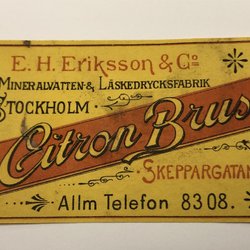 E. H. Eriksson & Co
Mineralvatten- & Läskedrycksfabrik
Stockholm.
Citron Brus
Skeppargatan
Allm Telefon 8308.